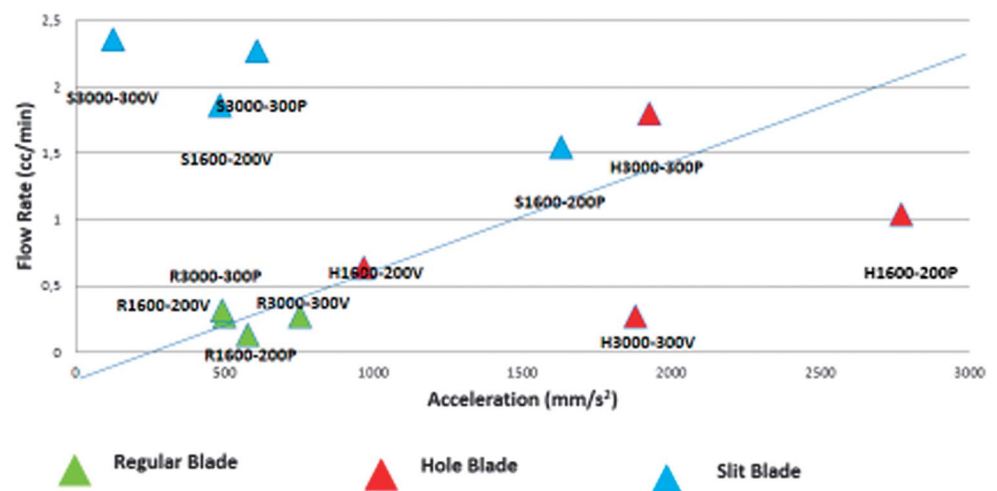 2,5
2
1,5
1
0,5
0
Flow Rate (cc/min)
S3000-300V
S3000-300P
S1600-200V
H3000-300P
S1600-200P
R3000-300P
H1600-200V
H1600-200P
R1600-200V
R3000-300V
H3000-300V
R1600-200P
0 500 1000 1500 2000 2500 3000
Acceleration (mm/s²)
Regular Blade
Hole Blade
Slit Blade